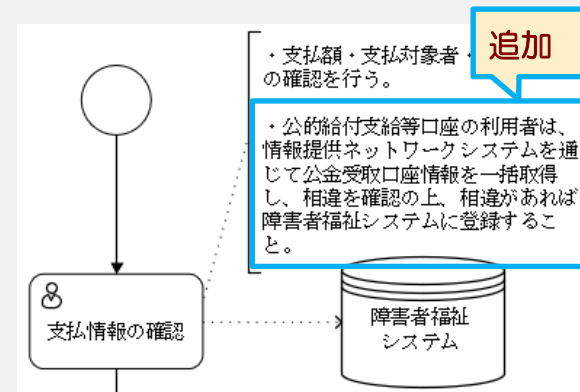 追加
・支払額・支払対象者・
の確認を行う。
・公的給付支給等口座の利用者は、
情報提供ネットワークシステムを通
じて公金受取口座情報を一括取得
し、相違を確認の上、相違があれば
障害者福祉システムに登録するこ
と。
支払情報の確認
障害者福祉
システム